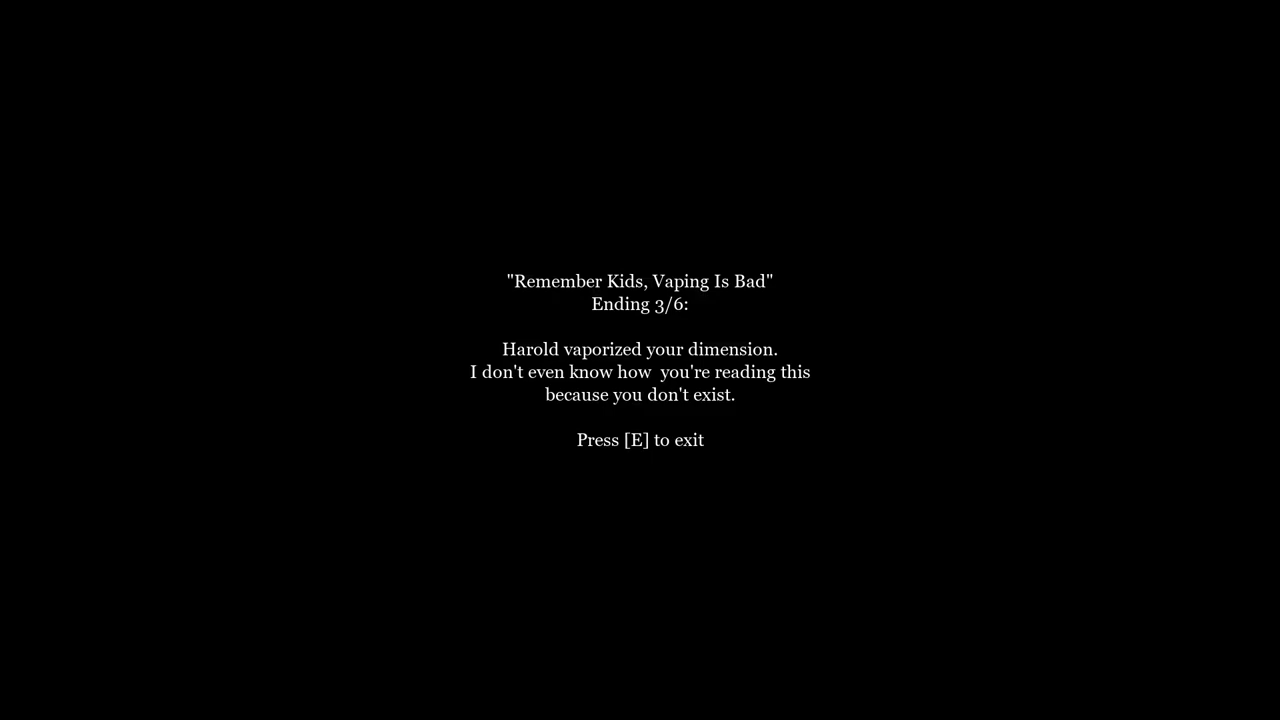 "Remember Kids, Vaping Is Bad"
Ending 3/6:
Harold vaporized your dimension.
I don't even know how  you're reading this
because you don't exist.
Press [E] to exit